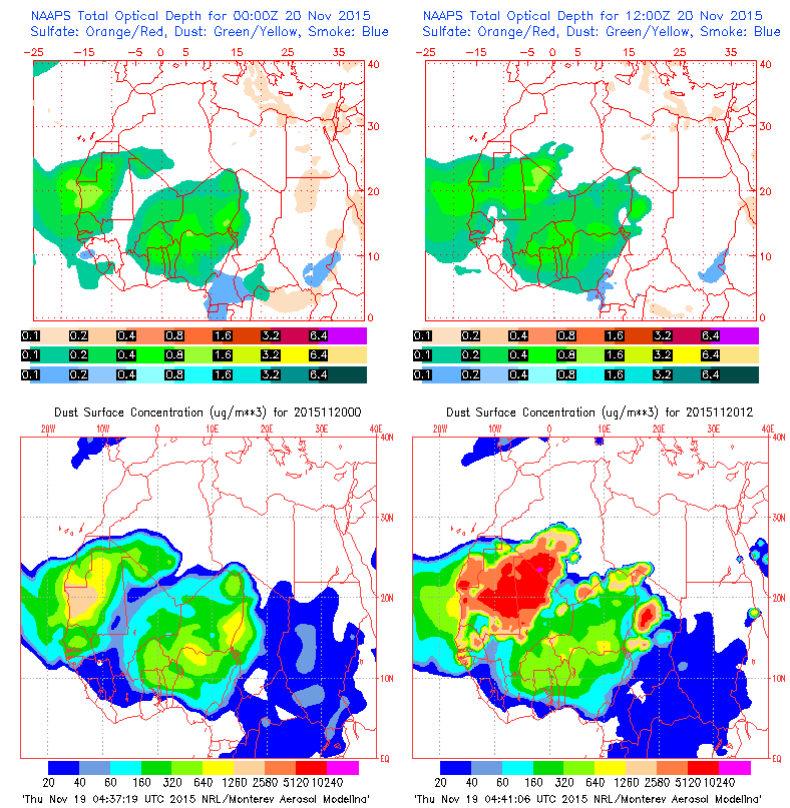 NAAPS Total Optical Depth for 00:00Z 20 Nov 2015
Sulfate: Orange/Red, Dust: Green/Yellow, Smoke: Blue
-25 -15 -5 5 15 25 35
40
30
20
10
0
0.1 0.2 0.4 0.8 1.6 3.2 6.4
0.1 0.2 0.4 0.8 1.6 3.2 6.4
0.1 0.2 0.4 0.8 1.6 3.2 6.4
NAAPS Total Optical Depth for 12:00Z 20 Nov 2015
Sulfate: Orange/Red, Dust: Green/Yellow, Smoke: Blue
-25 -15 -5 5 15 25 35
40
30
20
10
0
0.1 0.2 0.4 0.8 1.6 3.2 6.4
0.1 0.2 0.4 0.8 1.6 3.2 6.4
0.1 0.2 0.4 0.8 1.6 3.2 6.4
Dust Surface Concentration (ug/m**3) for 2015112000
20W 10W 0E 10E 20E 30E 40E
40N
30N
20N
10N
EQ
20 40 60 160 320 640 1280 2580 5120 10240
'Thu Nov 19 04:37:19 UTC 2015 NRL/Monterey Aerosol Modeling'
Dust Surface Concentration (ug/m**3) for 2015112012
20W 10W 0E 10E 20E 30E 40E
40N
30N
20N
10N
EQ
20 40 60 160 320 640 1280 2580 5120 10240
'Thu Nov 19 04:41:06 UTC 2015 NRL/Monterey Aerosol Modeling'